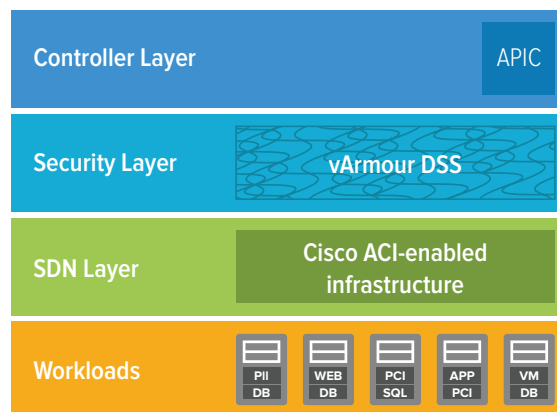 Controller Layer
APIC
Security Layer
vArmour DSS
SDN Layer
Cisco ACI-enabled
infrastructure
Workloads
PII
DB
WEB
DB
PCI
SQL
APP
PCI
VM
DB